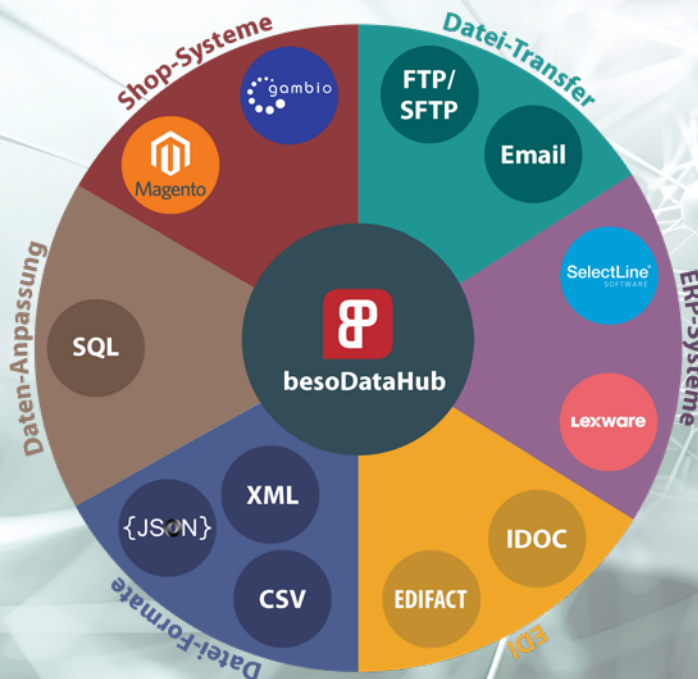 Shop-Systeme
gambio
Magento
Datei-Transfer
FTP/
SFTP
Email
ERP-Systeme
SelectLine®
SOFTWARE
Lexware
EDI
IDOC
EDIFACT
Datei-Formate
XML
{JSON}
CSV
Daten-Anpassung
SQL
besoDataHub